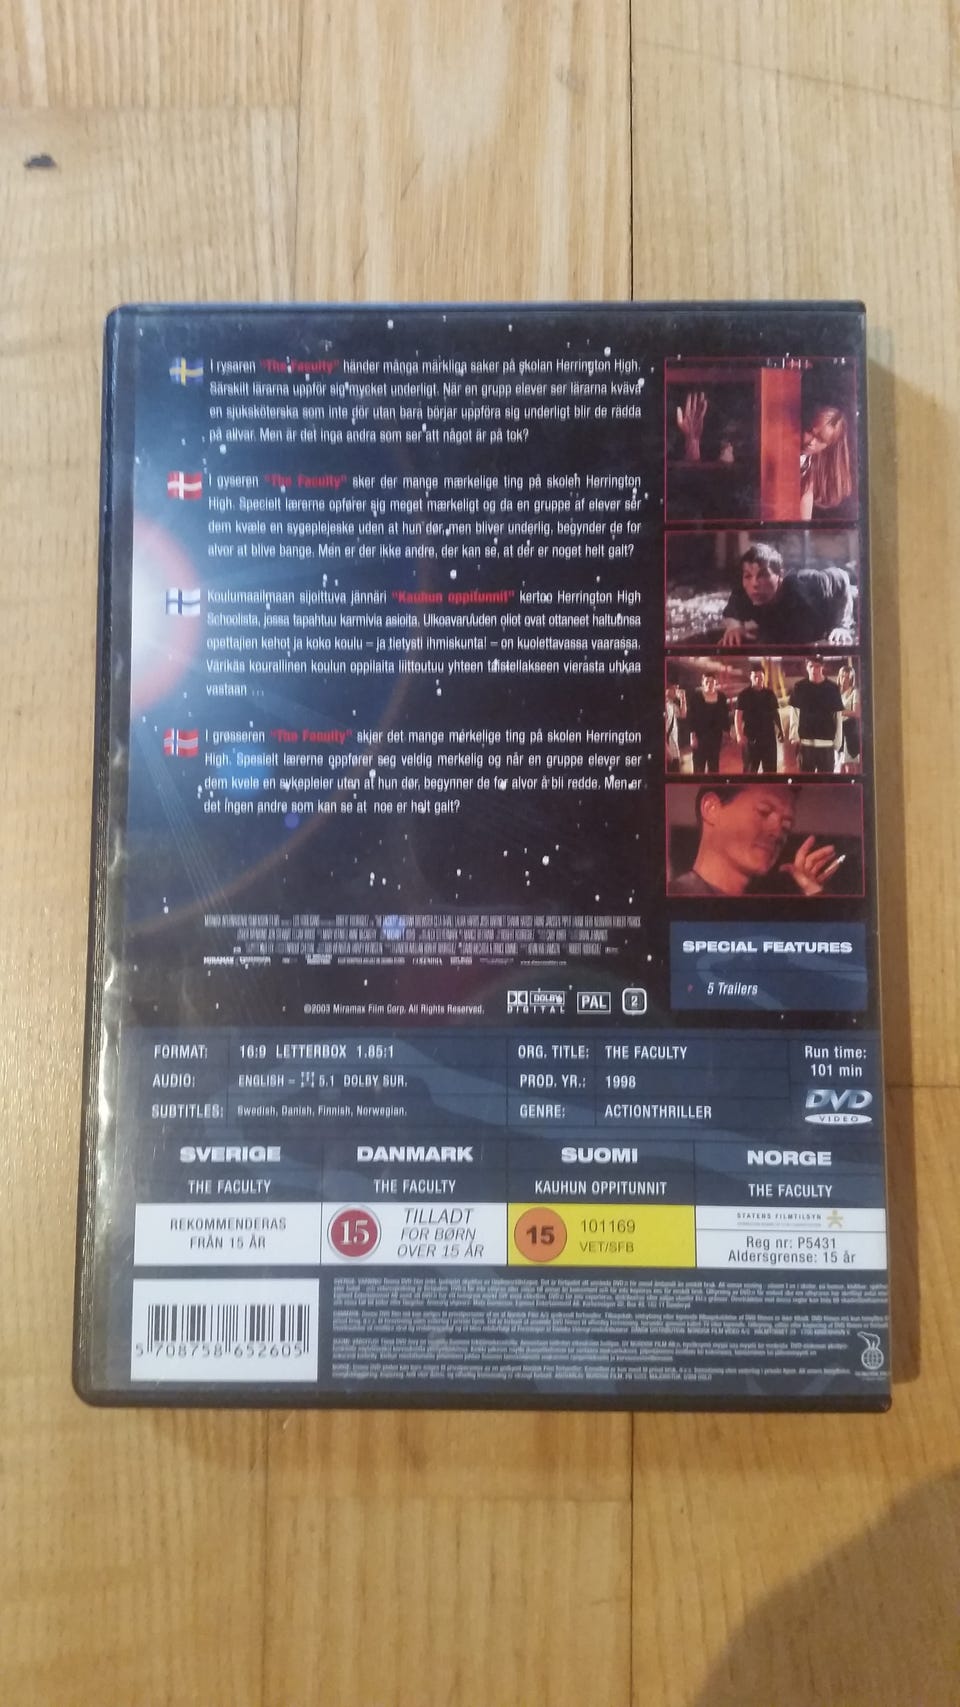 I rysaren "The Faculty" händer många märkliga saker på skolan Herrington High.
Särskilt lärarna uppför sig mycket underligt. När en grupp elever ser lärarna kväva
en sjuksköterska som inte dör utan bara börjar uppföra sig underligt blir de rädda
på allvar. Men är det inga andra som ser att något är på tok?
I gyseren "The Faculty" sker der mange mærkelige ting på skolen Herrington
High. Specielt lærerne opfører sig meget mærkeligt og da en gruppe af elever ser
dem kvæle en sygeplejeske uden at hun dør, men bliver underlig, begynder de for
alvor at blive bange. Men er der ikke andre, der kan se, at der er noget helt galt?
Koulumaailmaan sijoittuva jännäri "Kauhun oppitunnit" kertoo Herrington High
Schoolista, jossa tapahtuu karmivia asioita. Ulkoavaruuden oliot ovat ottaneet haltuunsa
opettajien kehot ja koko koulu – ja tietysti ihmiskunta! – on kuolettavassa vaarassa.
Värikäs kourallinen koulun oppilaita liittoutuu yhteen taistellakseen vierasta uhkaa
vastaan ...
I grøsseren "The Faculty" skjer det mange merkelige ting på skolen Herrington
High. Spesielt lærerne oppfører seg veldig merkelig og når en gruppe elever ser
dem kvele en sykepleier uten at hun dør, begynner de for alvor å bli redde. Men er
det ingen andre som kan se at noe er helt galt?
SPECIAL FEATURES
5 Trailers
©2003 Miramax Film Corp. All Rights Reserved.
DOLBY DIGITAL PAL 2
FORMAT: 16:9 LETTERBOX 1.85:1 ORG. TITLE: THE FACULTY
AUDIO: ENGLISH – 5.1 DOLBY SUR. PROD. YR.: 1998
SUBTITLES: Swedish, Danish, Finnish, Norwegian. GENRE: ACTIONTHRILLER
Run time:
101 min
DVD
VIDEO
SVERIGE DANMARK SUOMI NORGE
THE FACULTY THE FACULTY KAUHUN OPPITUNNIT THE FACULTY
REKOMMENDERAS
FRÅN 15 ÅR
15 TILLADT
FOR BØRN
OVER 15 ÅR
15 101169
VET/SFB
STATENS FILMTILSYN
Reg nr: P5431
Aldersgrense: 15 år
5 708758 652605